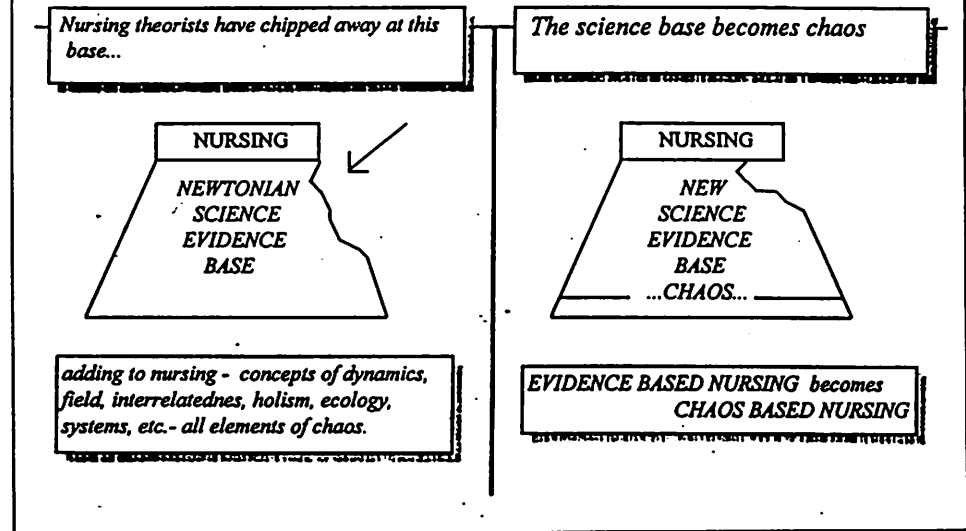 Nursing theorists have chipped away at this
base...
NURSING
NEWTONIAN
SCIENCE
EVIDENCE
BASE
adding to nursing - concepts of dynamics,
field, interrelatednes, holism, ecology,
systems, etc.- all elements of chaos.
The science base becomes chaos
NURSING
NEW
SCIENCE
EVIDENCE
BASE
...CHAOS...
EVIDENCE BASED NURSING becomes
CHAOS BASED NURSING